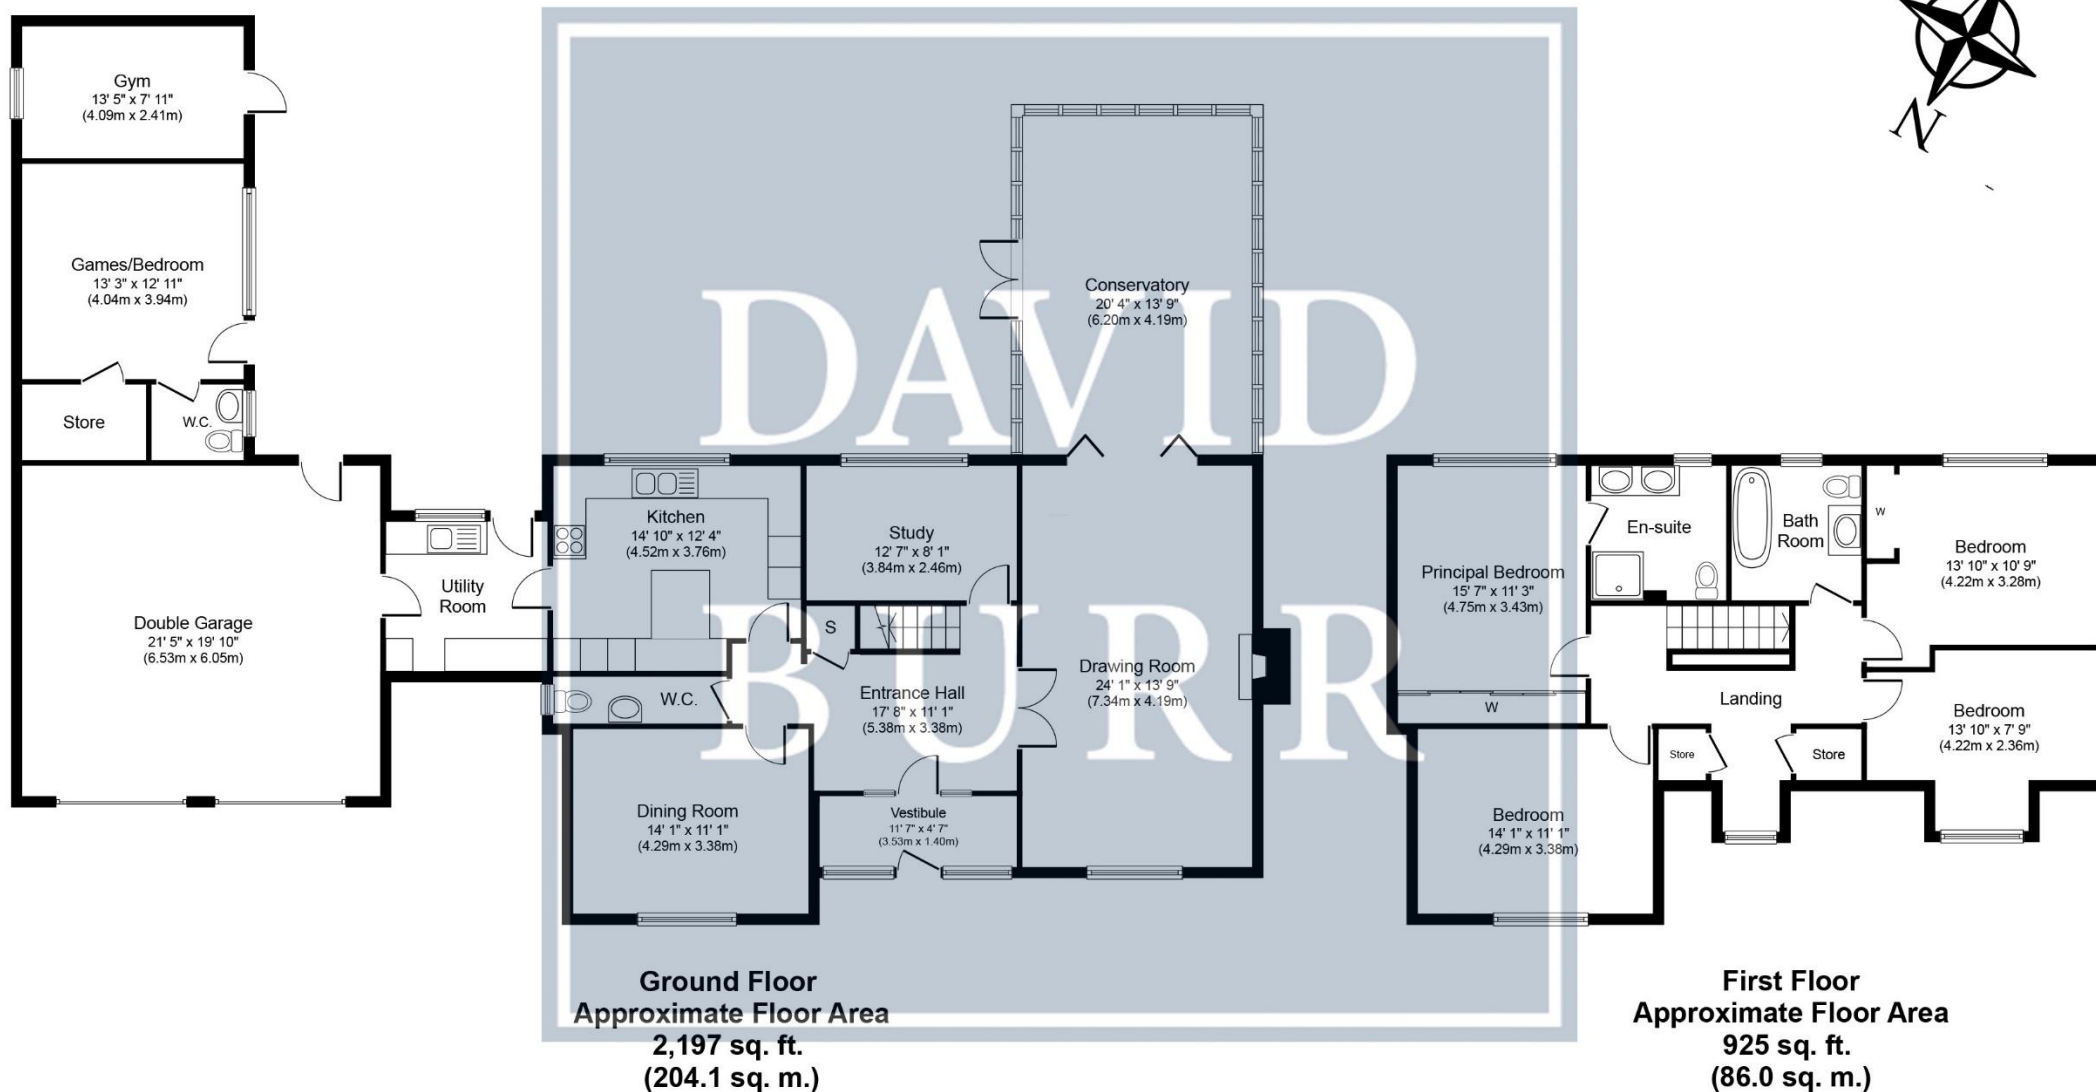 N
Gym
13' 5" x 7' 11"
(4.09m x 2.41m)
Games/Bedroom
13' 3" x 12' 11"
(4.04m x 3.94m)
Store
W.C.
Double Garage
21' 5" x 19' 10"
(6.53m x 6.05m)
Utility
Room
Kitchen
14' 10" x 12' 4"
(4.52m x 3.76m)
Study
12' 7" x 8' 1"
(3.84m x 2.46m)
Conservatory
20' 4" x 13' 9"
(6.20m x 4.19m)
DAVID
BURR
S
W.C.
Entrance Hall
17' 8" x 11' 1"
(5.38m x 3.38m)
Drawing Room
24' 1" x 13' 9"
(7.34m x 4.19m)
Dining Room
14' 1" x 11' 1"
(4.29m x 3.38m)
Vestibule
11' 7" x 4' 7"
(3.53m x 1.40m)
Ground Floor
Approximate Floor Area
2,197 sq. ft.
(204.1 sq. m.)
Principal Bedroom
15' 7" x 11' 3"
(4.75m x 3.43m)
W
En-suite
Bath
Room
W
Bedroom
13' 10" x 10' 9"
(4.22m x 3.28m)
Landing
Bedroom
13' 10" x 7' 9"
(4.22m x 2.36m)
Store
Store
Bedroom
14' 1" x 11' 1"
(4.29m x 3.38m)
First Floor
Approximate Floor Area
925 sq. ft.
(86.0 sq. m.)